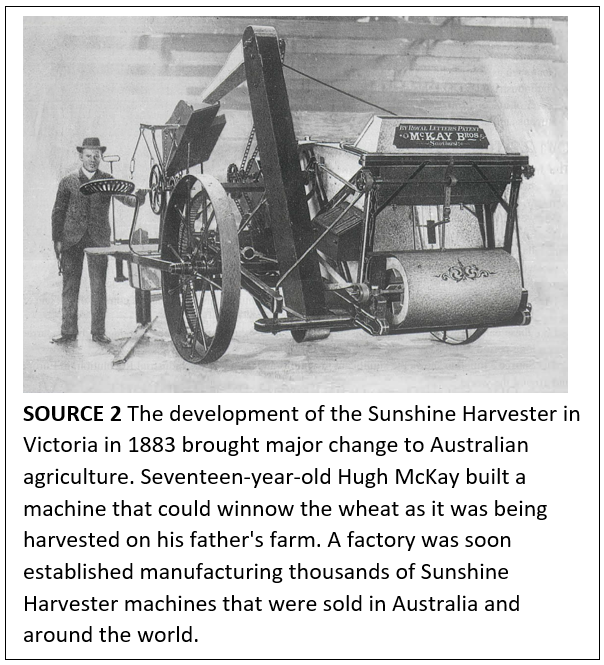 BY ROYAL LETTERS PATENT
McKAY BROS
SOURCE 2 The development of the Sunshine Harvester in
Victoria in 1883 brought major change to Australian
agriculture. Seventeen-year-old Hugh McKay built a
machine that could winnow the wheat as it was being
harvested on his father's farm. A factory was soon
established manufacturing thousands of Sunshine
Harvester machines that were sold in Australia and
around the world.